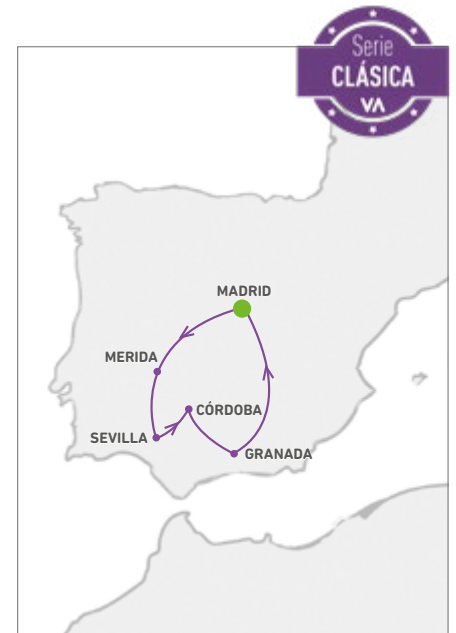 Serie
CLÁSICA
VA
MADRID
MERIDA
CÓRDOBA
SEVILLA
GRANADA